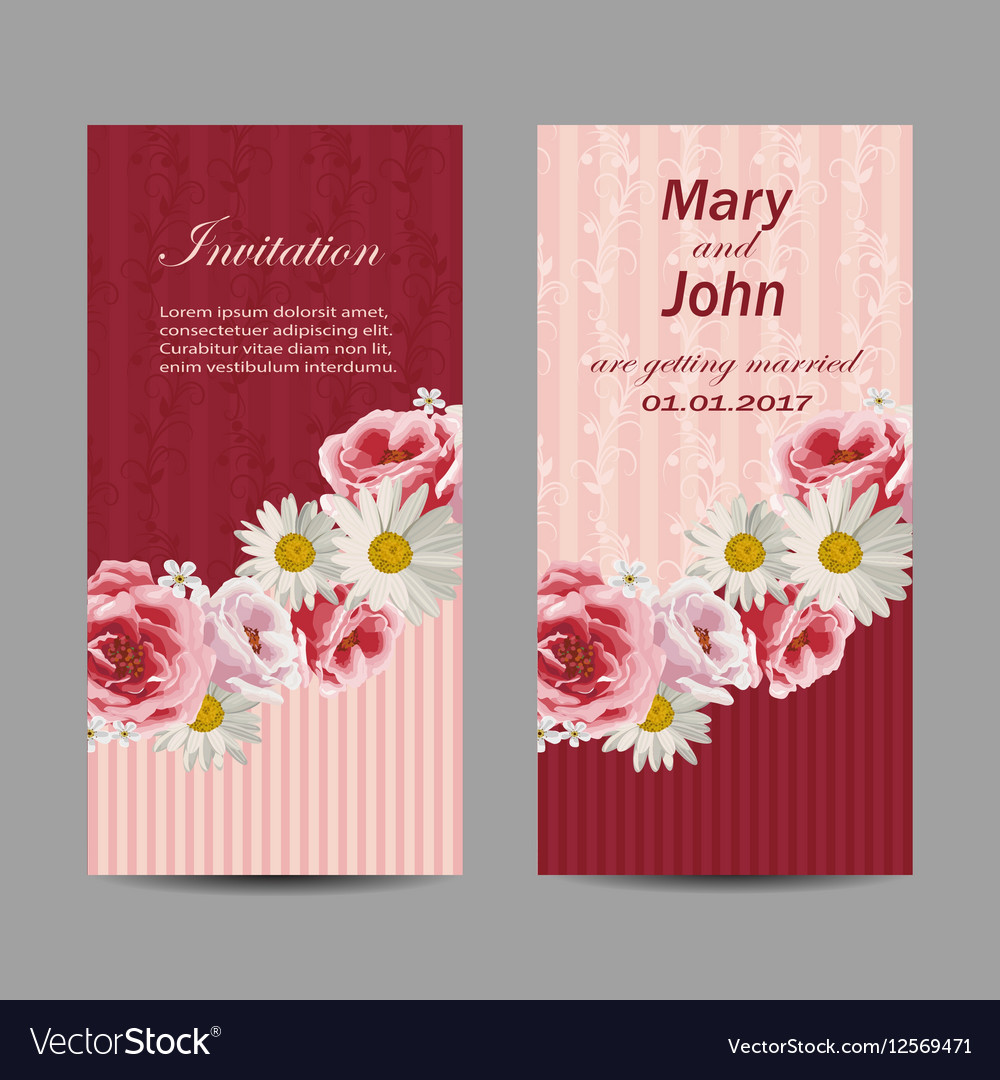 Invitation
Lorem ipsum dolorsit amet,
consectetuer adipiscing elit.
Curabitur vitae diam non lectus,
enim vestibulum interdumu.
Mary
and
John
are getting married
01.01.2017
VectorStock®
VectorStock.com/12569471